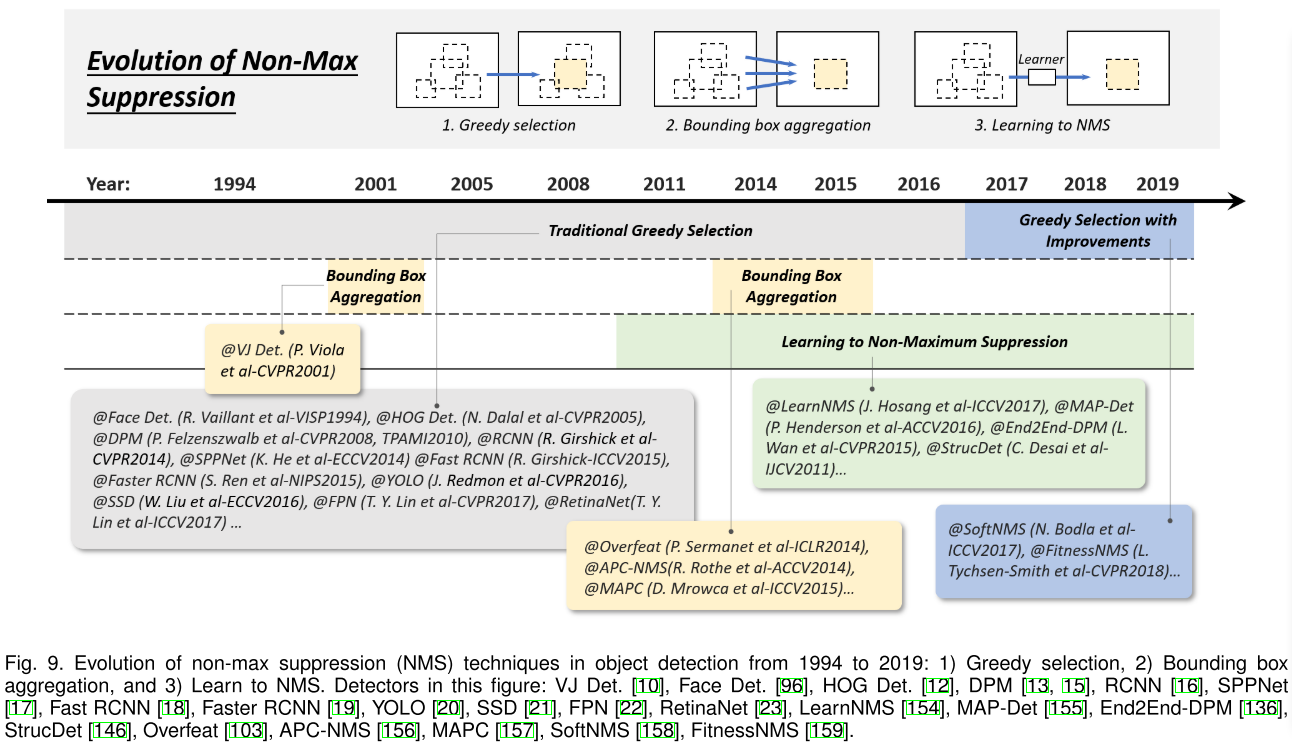 Evolution of Non-Max
Suppression
Learner
1. Greedy selection
2. Bounding box aggregation
3. Learning to NMS
Year: 1994 2001 2005 2008 2011 2014 2015 2016 2017 2018 2019
Traditional Greedy Selection
Greedy Selection with
Improvements
Bounding Box
Aggregation
Bounding Box
Aggregation
Learning to Non-Maximum Suppression
@VJ Det. (P. Viola
et al-CVPR2001)
@Face Det. (R. Vaillant et al-VISP1994), @HOG Det. (N. Dalal et al-CVPR2005),
@DPM (P. Felzenszwalb et al-CVPR2008, TPAMI2010), @RCNN (R. Girshick et al-
CVPR2014), @SPPNet (K. He et al-ECCV2014) @Fast RCNN (R. Girshick-ICCV2015),
@Faster RCNN (S. Ren et al-NIPS2015), @YOLO (J. Redmon et al-CVPR2016),
@SSD (W. Liu et al-ECCV2016), @FPN (T. Y. Lin et al-CVPR2017), @RetinaNet(T. Y.
Lin et al-ICCV2017) ...
@LearnNMS (J. Hosang et al-ICCV2017), @MAP-Det
(P. Henderson et al-ACCV2016), @End2End-DPM (L.
Wan et al-CVPR2015), @StrucDet (C. Desai et al-
IJCV2011)...
@Overfeat (P. Sermanet et al-ICLR2014),
@APC-NMS(R. Rothe et al-ACCV2014),
@MAPC (D. Mrowca et al-ICCV2015)...
@SoftNMS (N. Bodla et al-
ICCV2017), @FitnessNMS (L.
Tychsen-Smith et al-CVPR2018)...
Fig. 9. Evolution of non-max suppression (NMS) techniques in object detection from 1994 to 2019: 1) Greedy selection, 2) Bounding box
aggregation, and 3) Learn to NMS. Detectors in this figure: VJ Det. [10], Face Det. [96], HOG Det. [12], DPM [13, 15], RCNN [16], SPPNet
[17], Fast RCNN [18], Faster RCNN [19], YOLO [20], SSD [21], FPN [22], RetinaNet [23], LearnNMS [154], MAP-Det [155], End2End-DPM [136],
StrucDet [146], Overfeat [103], APC-NMS [156], MAPC [157], SoftNMS [158], FitnessNMS [159].